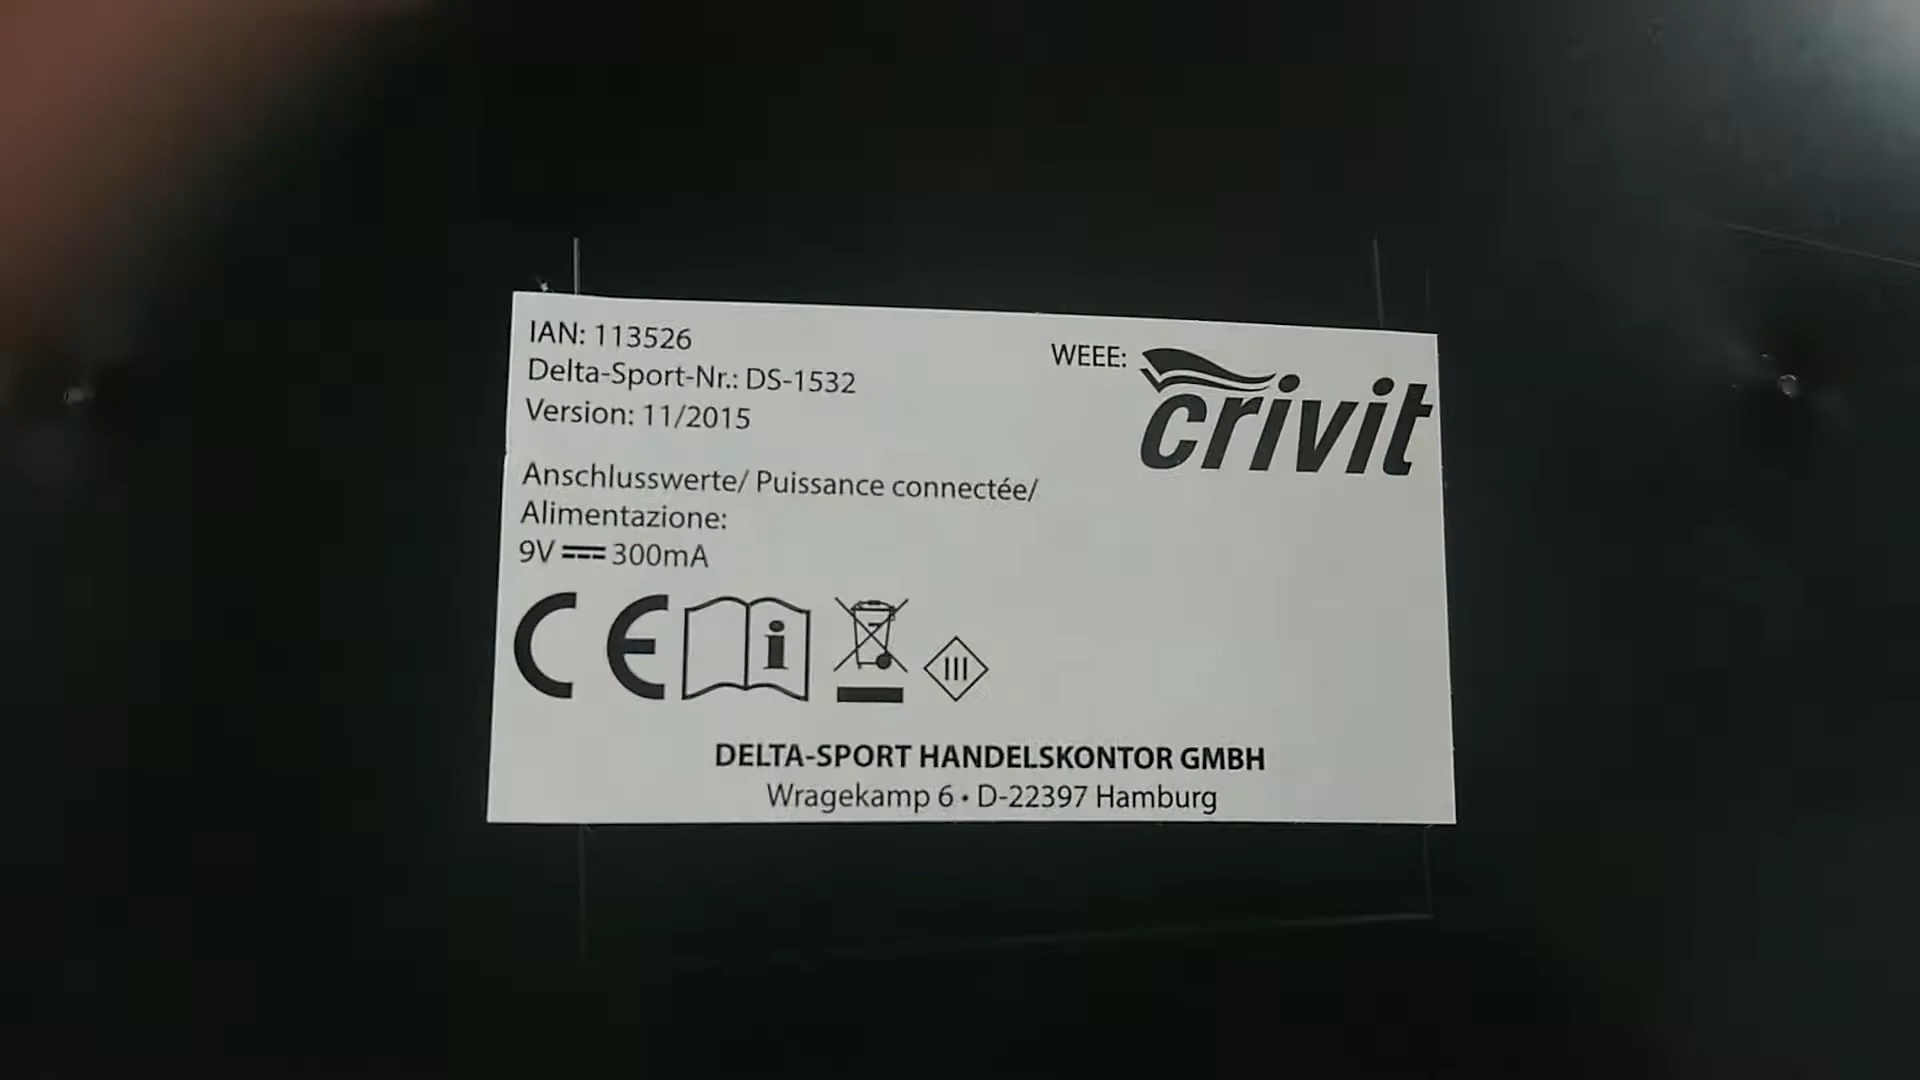 IAN: 113526
Delta-Sport-Nr.: DS-1532
Version: 11/2015
WEEE: crivit
Anschlusswerte/ Puissance connectée/
Alimentazione:
9V 300mA
CE i III
DELTA-SPORT HANDELSKONTOR GMBH
Wragekamp 6 • D-22397 Hamburg